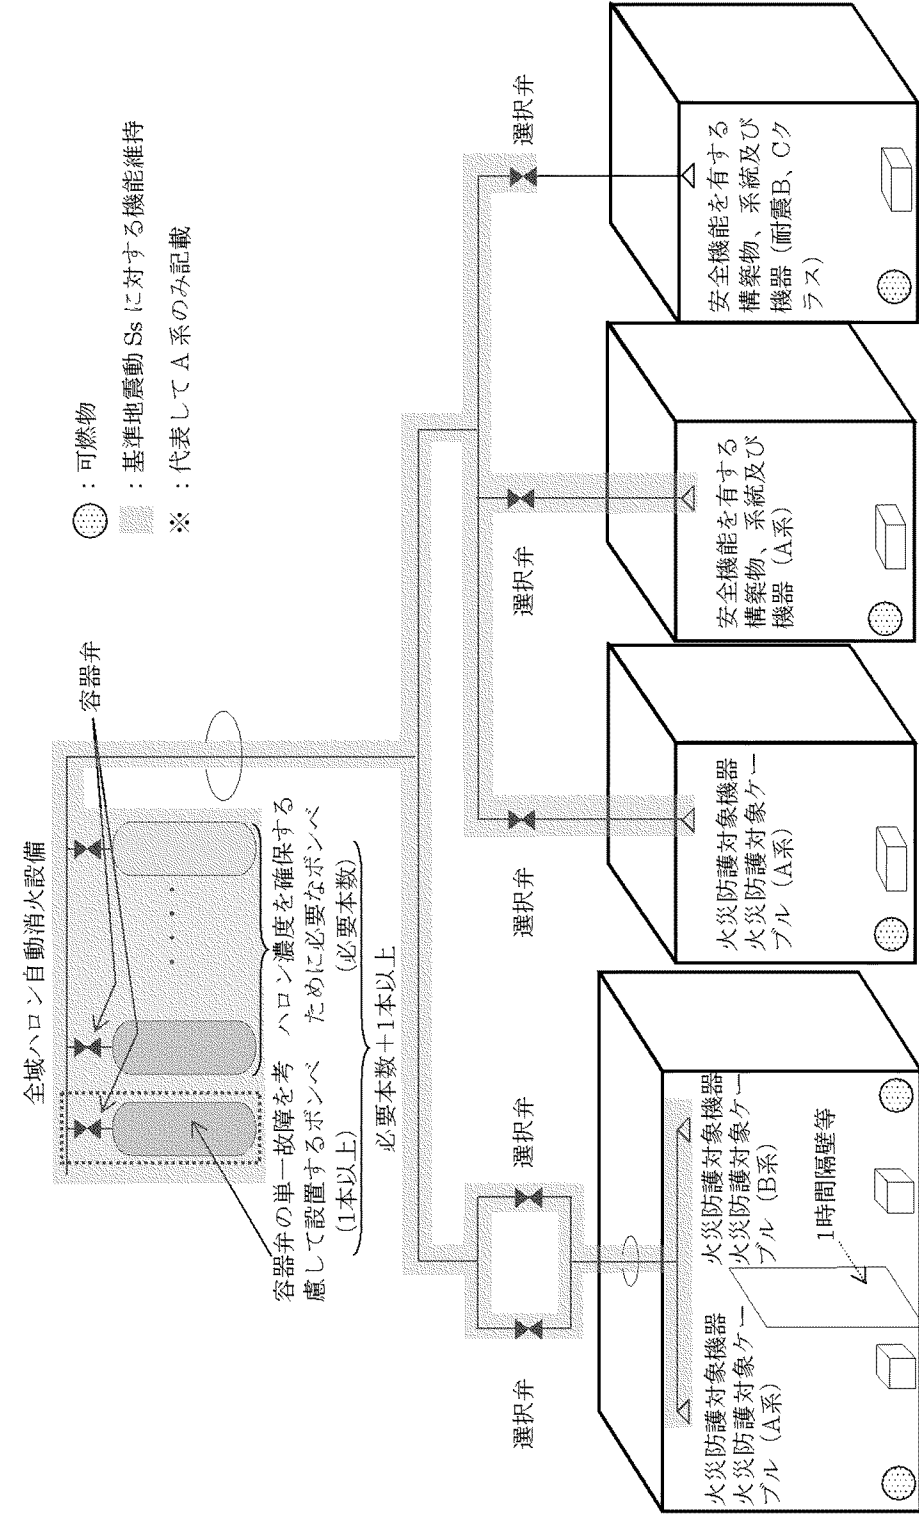 全域ハロン自動消火設備
容器弁
：可燃物
：基準地震動 Ss に対する機能維持
※：代表して A 系のみ記載
容器弁の単一故障を考
慮して設置するボンベ
（1本以上）
ハロン濃度を確保する
ために必要なボンベ
（必要本数）
必要本数＋1本以上
選択弁
選択弁
選択弁
選択弁
選択弁
火災防護対象機器
火災防護対象ケー
ブル（A系）
火災防護対象機器
火災防護対象ケー
ブル（B系）
1時間隔壁等
火災防護対象機器
火災防護対象ケー
ブル（A系）
安全機能を有する
構築物、系統及び
機器（A系）
安全機能を有する
構築物、系統及び
機器（耐震B、Cク
ラス）